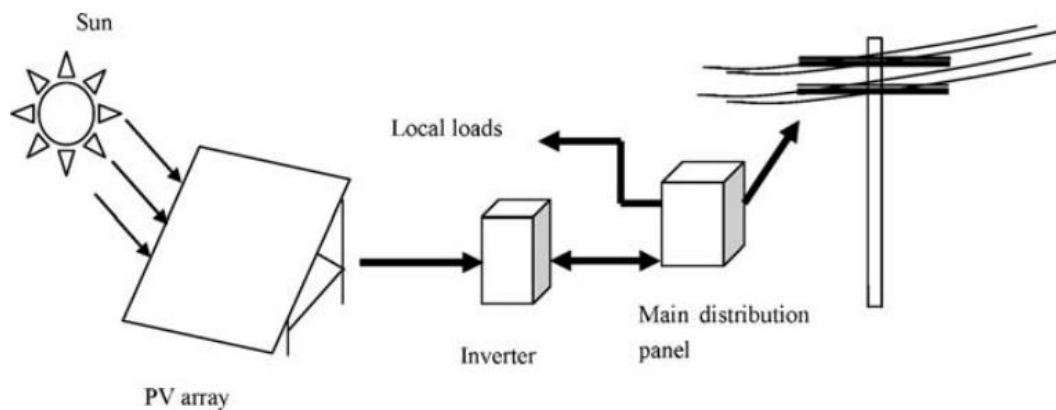 Sun
Local loads
Main distribution
panel
Inverter
PV array